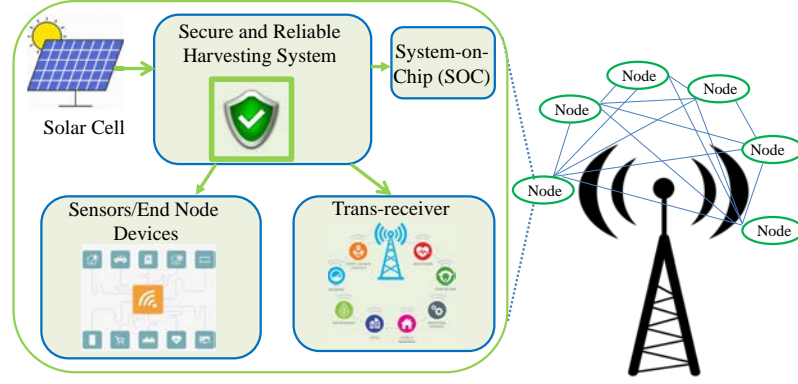 Secure and Reliable
Harvesting System
System-on-
Chip (SOC)
Solar Cell
Sensors/End Node
Devices
Trans-receiver
Node
Node
Node
Node
Node
Node